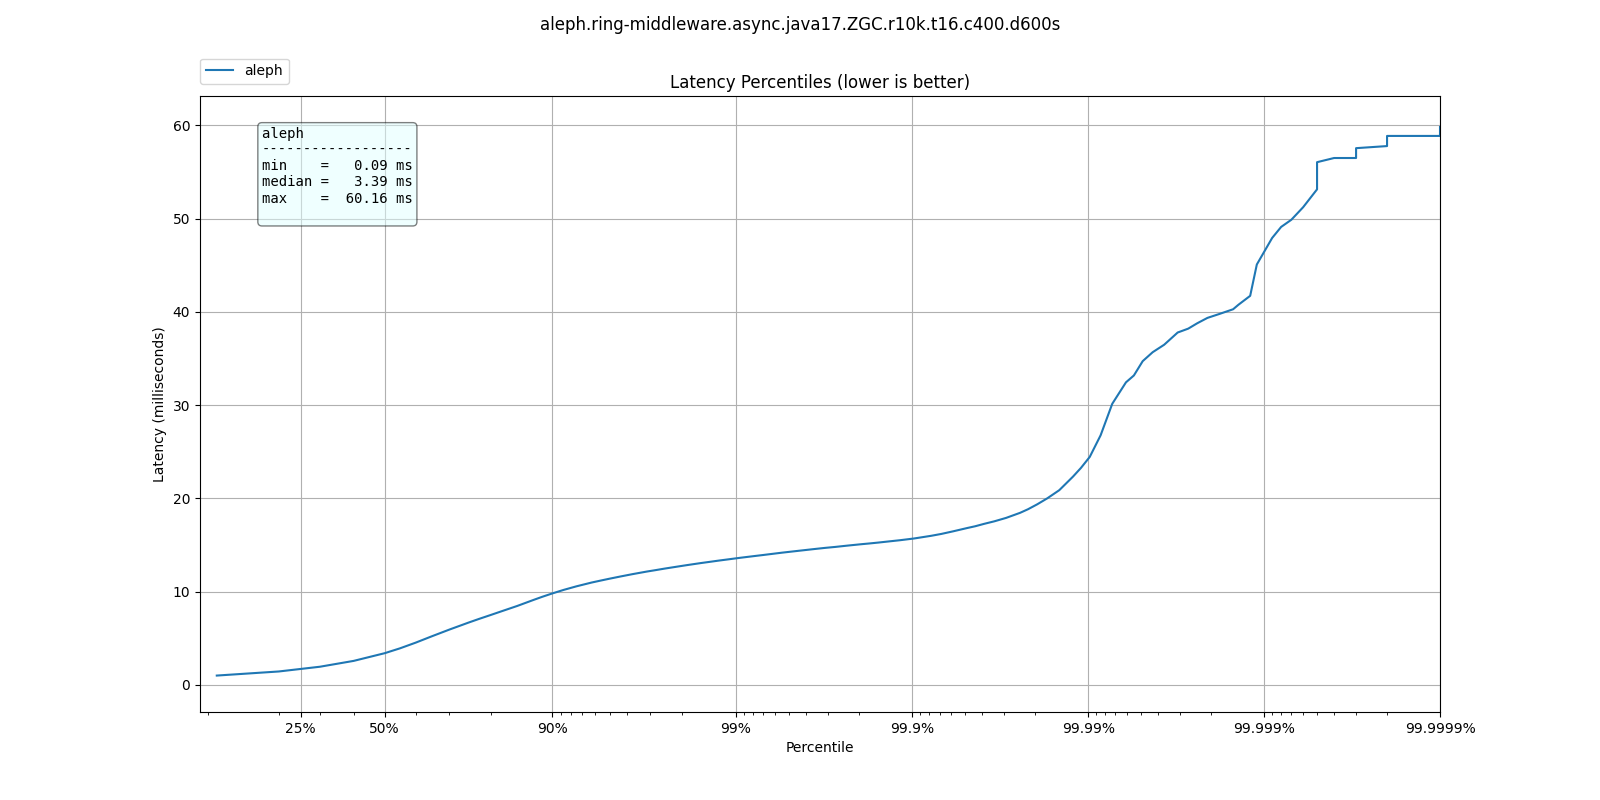 aleph.ring-middleware.async.java17.ZGC.r10k.t16.c400.d600s
aleph
Latency Percentiles (lower is better)
aleph
------------------
min    =   0.09 ms
median =   3.39 ms
max    =  60.16 ms
60
50
40
30
20
10
0
Latency (milliseconds)
25% 50% 90% 99% 99.9% 99.99% 99.999% 99.9999%
Percentile